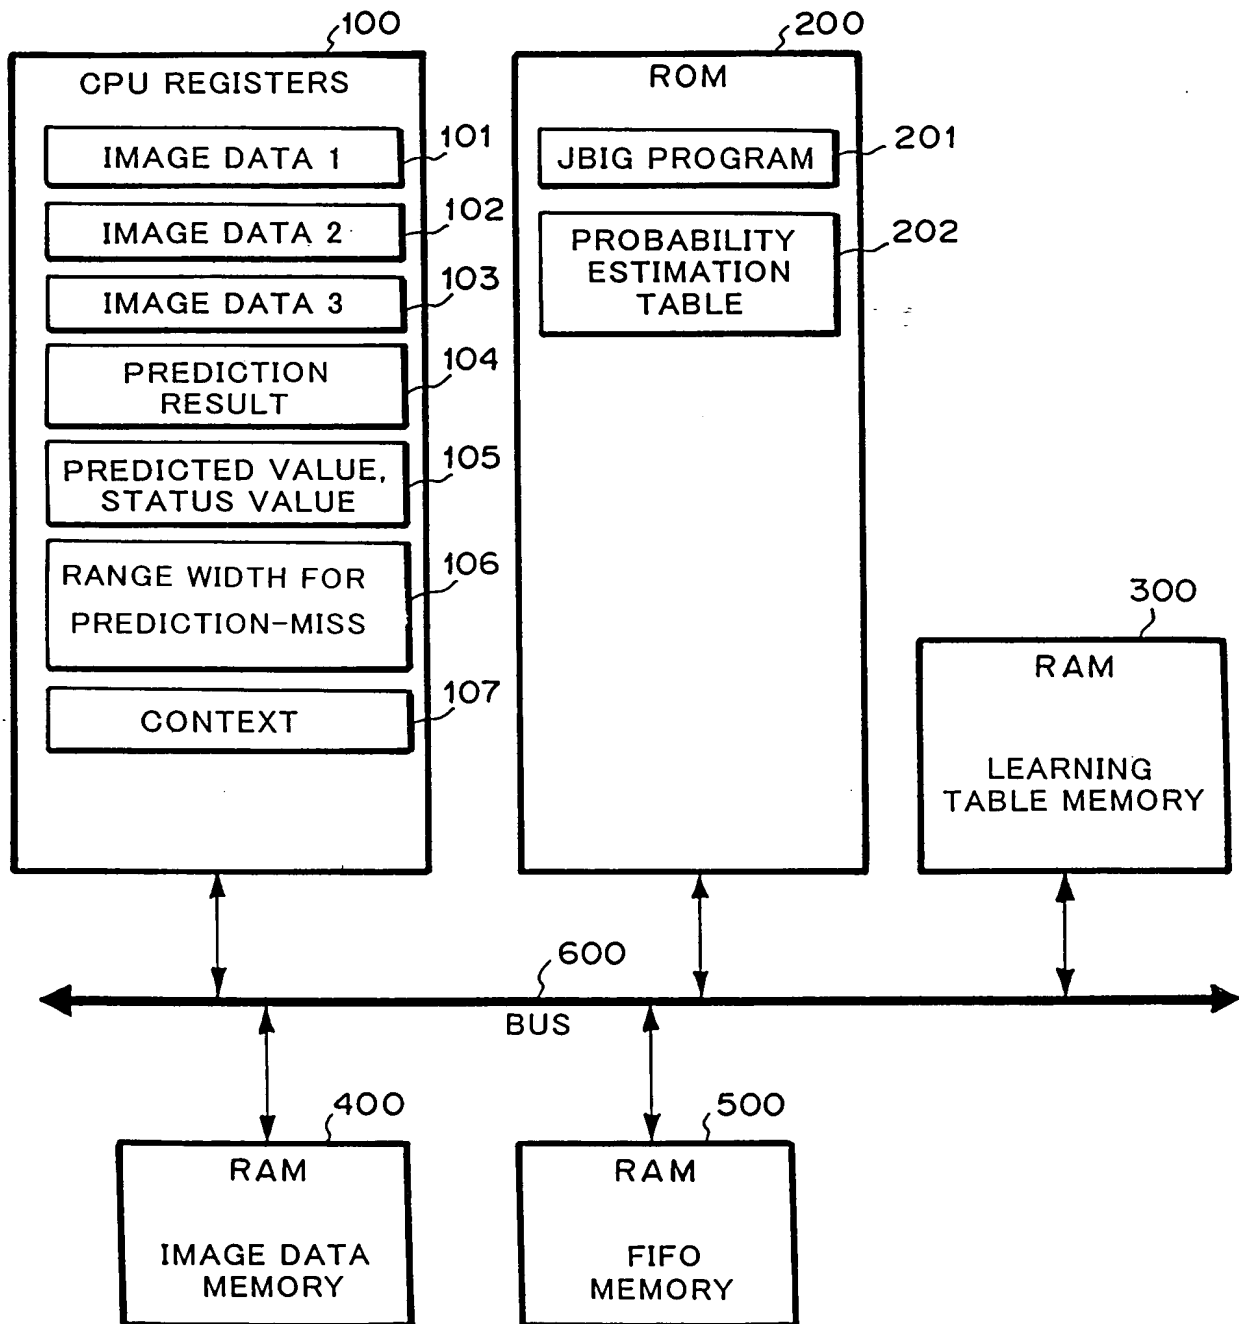 100
CPU REGISTERS
IMAGE DATA 1
101
IMAGE DATA 2
102
IMAGE DATA 3
103
PREDICTION
RESULT
104
PREDICTED VALUE,
STATUS VALUE
105
RANGE WIDTH FOR
PREDICTION-MISS
106
CONTEXT
107
200
ROM
JBIG PROGRAM
201
PROBABILITY
ESTIMATION
TABLE
202
300
RAM
LEARNING
TABLE MEMORY
600
BUS
400
RAM
IMAGE DATA
MEMORY
500
RAM
FIFO
MEMORY